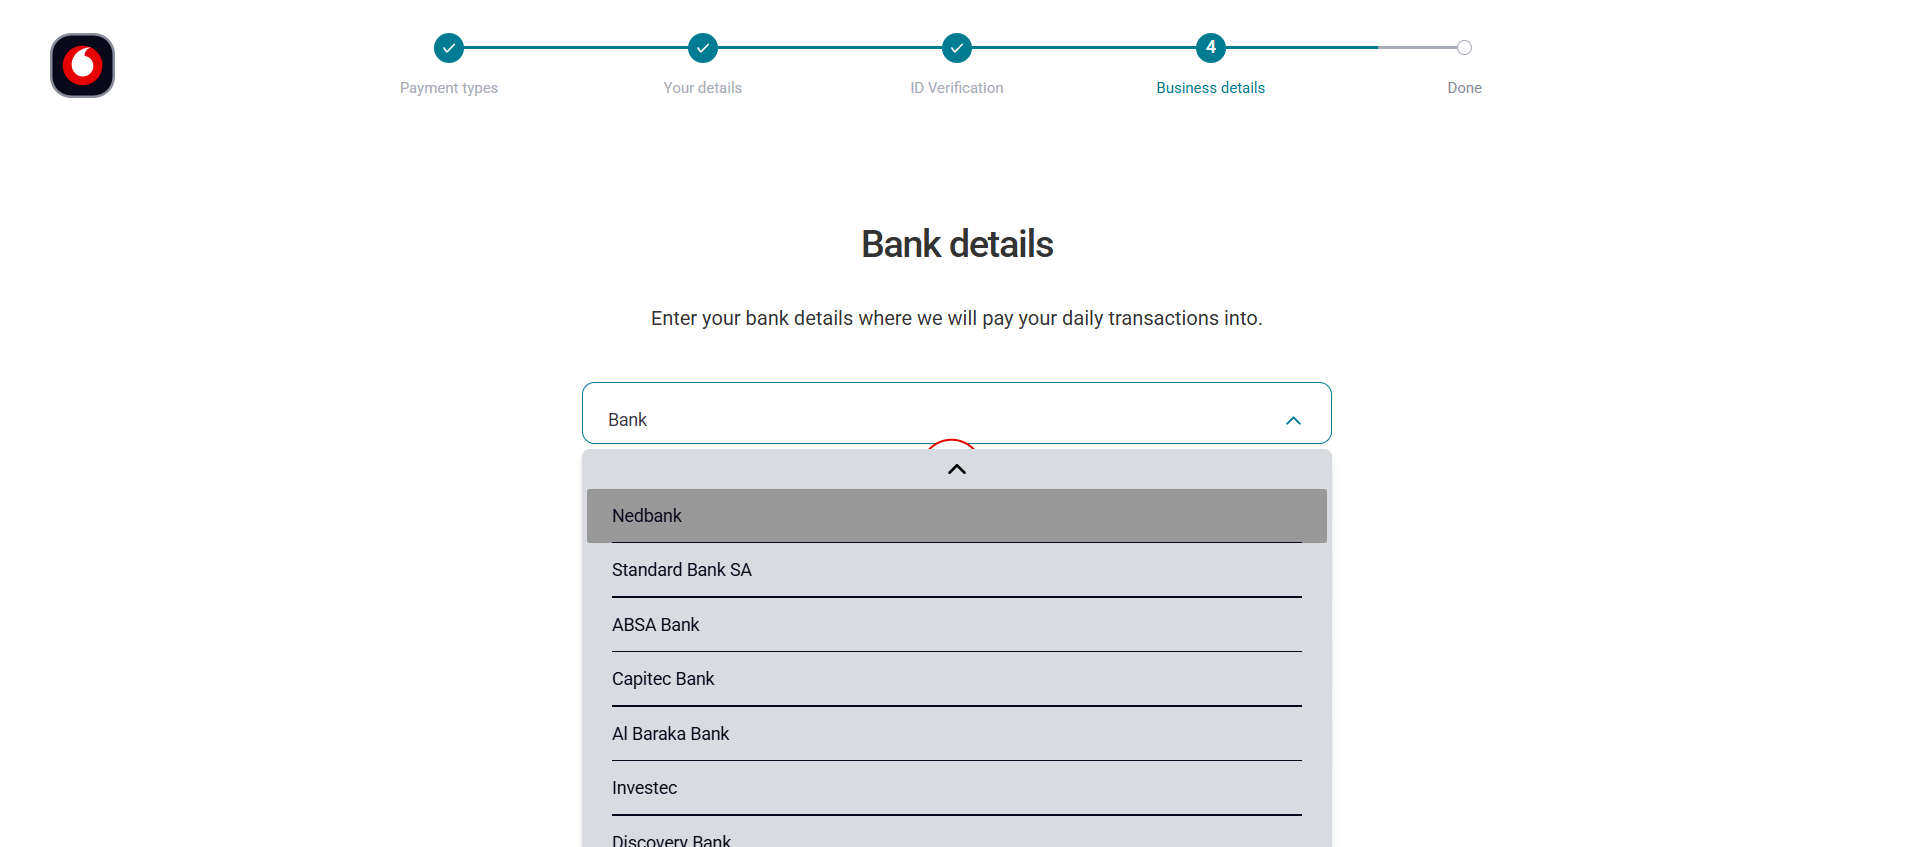 4
Payment types
Your details
ID Verification
Business details
Done
Bank details
Enter your bank details where we will pay your daily transactions into.
Bank
Nedbank
Standard Bank SA
ABSA Bank
Capitec Bank
Al Baraka Bank
Investec
Discovery Bank